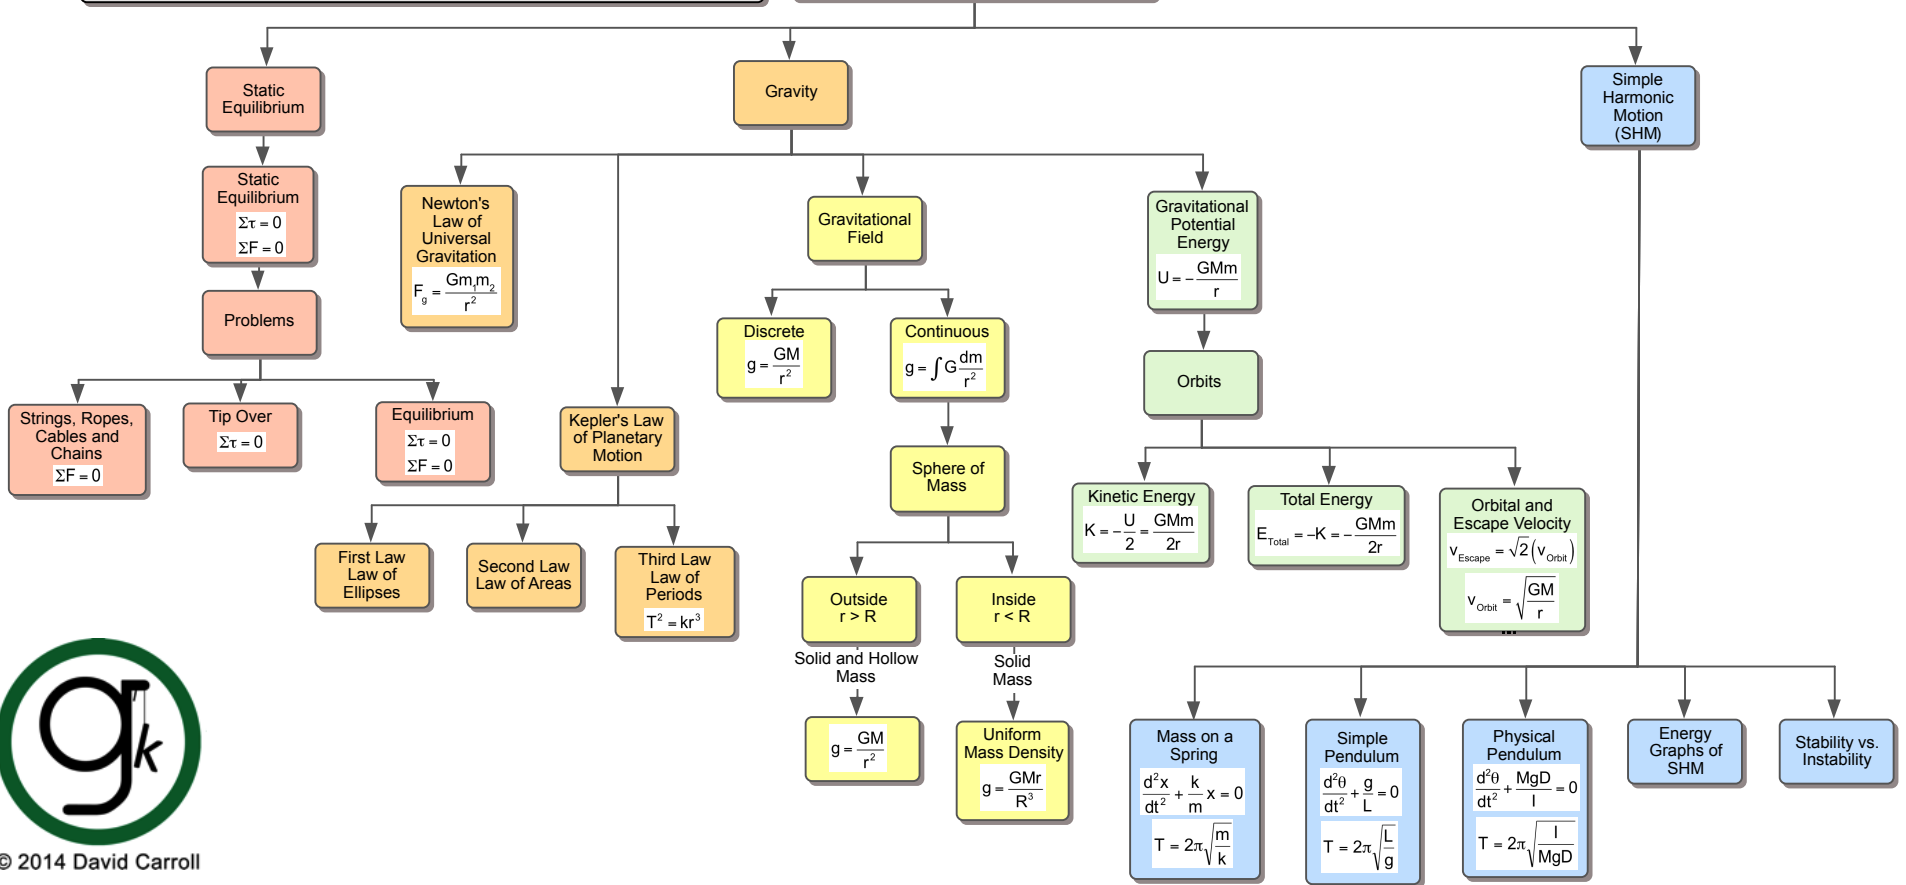 Static
Equilibrium
Gravity
Simple
Harmonic
Motion
(SHM)
Static
Equilibrium
Στ = 0
ΣF = 0
Problems
Strings, Ropes,
Cables and
Chains
ΣF = 0
Tip Over
Στ = 0
Equilibrium
Στ = 0
ΣF = 0
Newton's
Law of
Universal
Gravitation
F_g = Gm₁m₂ / r²
Kepler's Law
of Planetary
Motion
First Law
Law of
Ellipses
Second Law
Law of Areas
Third Law
Law of
Periods
T² = kr³
Gravitational
Field
Discrete
g = GM / r²
Continuous
g = ∫ G dm / r²
Sphere of
Mass
Outside
r > R
Solid and Hollow
Mass
g = GM / r²
Inside
r < R
Solid
Mass
Uniform
Mass Density
g = GMr / R³
Gravitational
Potential
Energy
U = − GMm / r
Orbits
Kinetic Energy
K = − U / 2 = GMm / 2r
Total Energy
E_Total = −K = − GMm / 2r
Orbital and
Escape Velocity
v_Escape = √2 (v_Orbit)
v_Orbit = √(GM / r)
Mass on a
Spring
d²x / dt² + k / m x = 0
T = 2π √(m / k)
Simple
Pendulum
d²θ / dt² + g / L = 0
T = 2π √(L / g)
Physical
Pendulum
d²θ / dt² + MgD / I = 0
T = 2π √(I / MgD)
Energy
Graphs of
SHM
Stability vs.
Instability
grk
© 2014 David Carroll